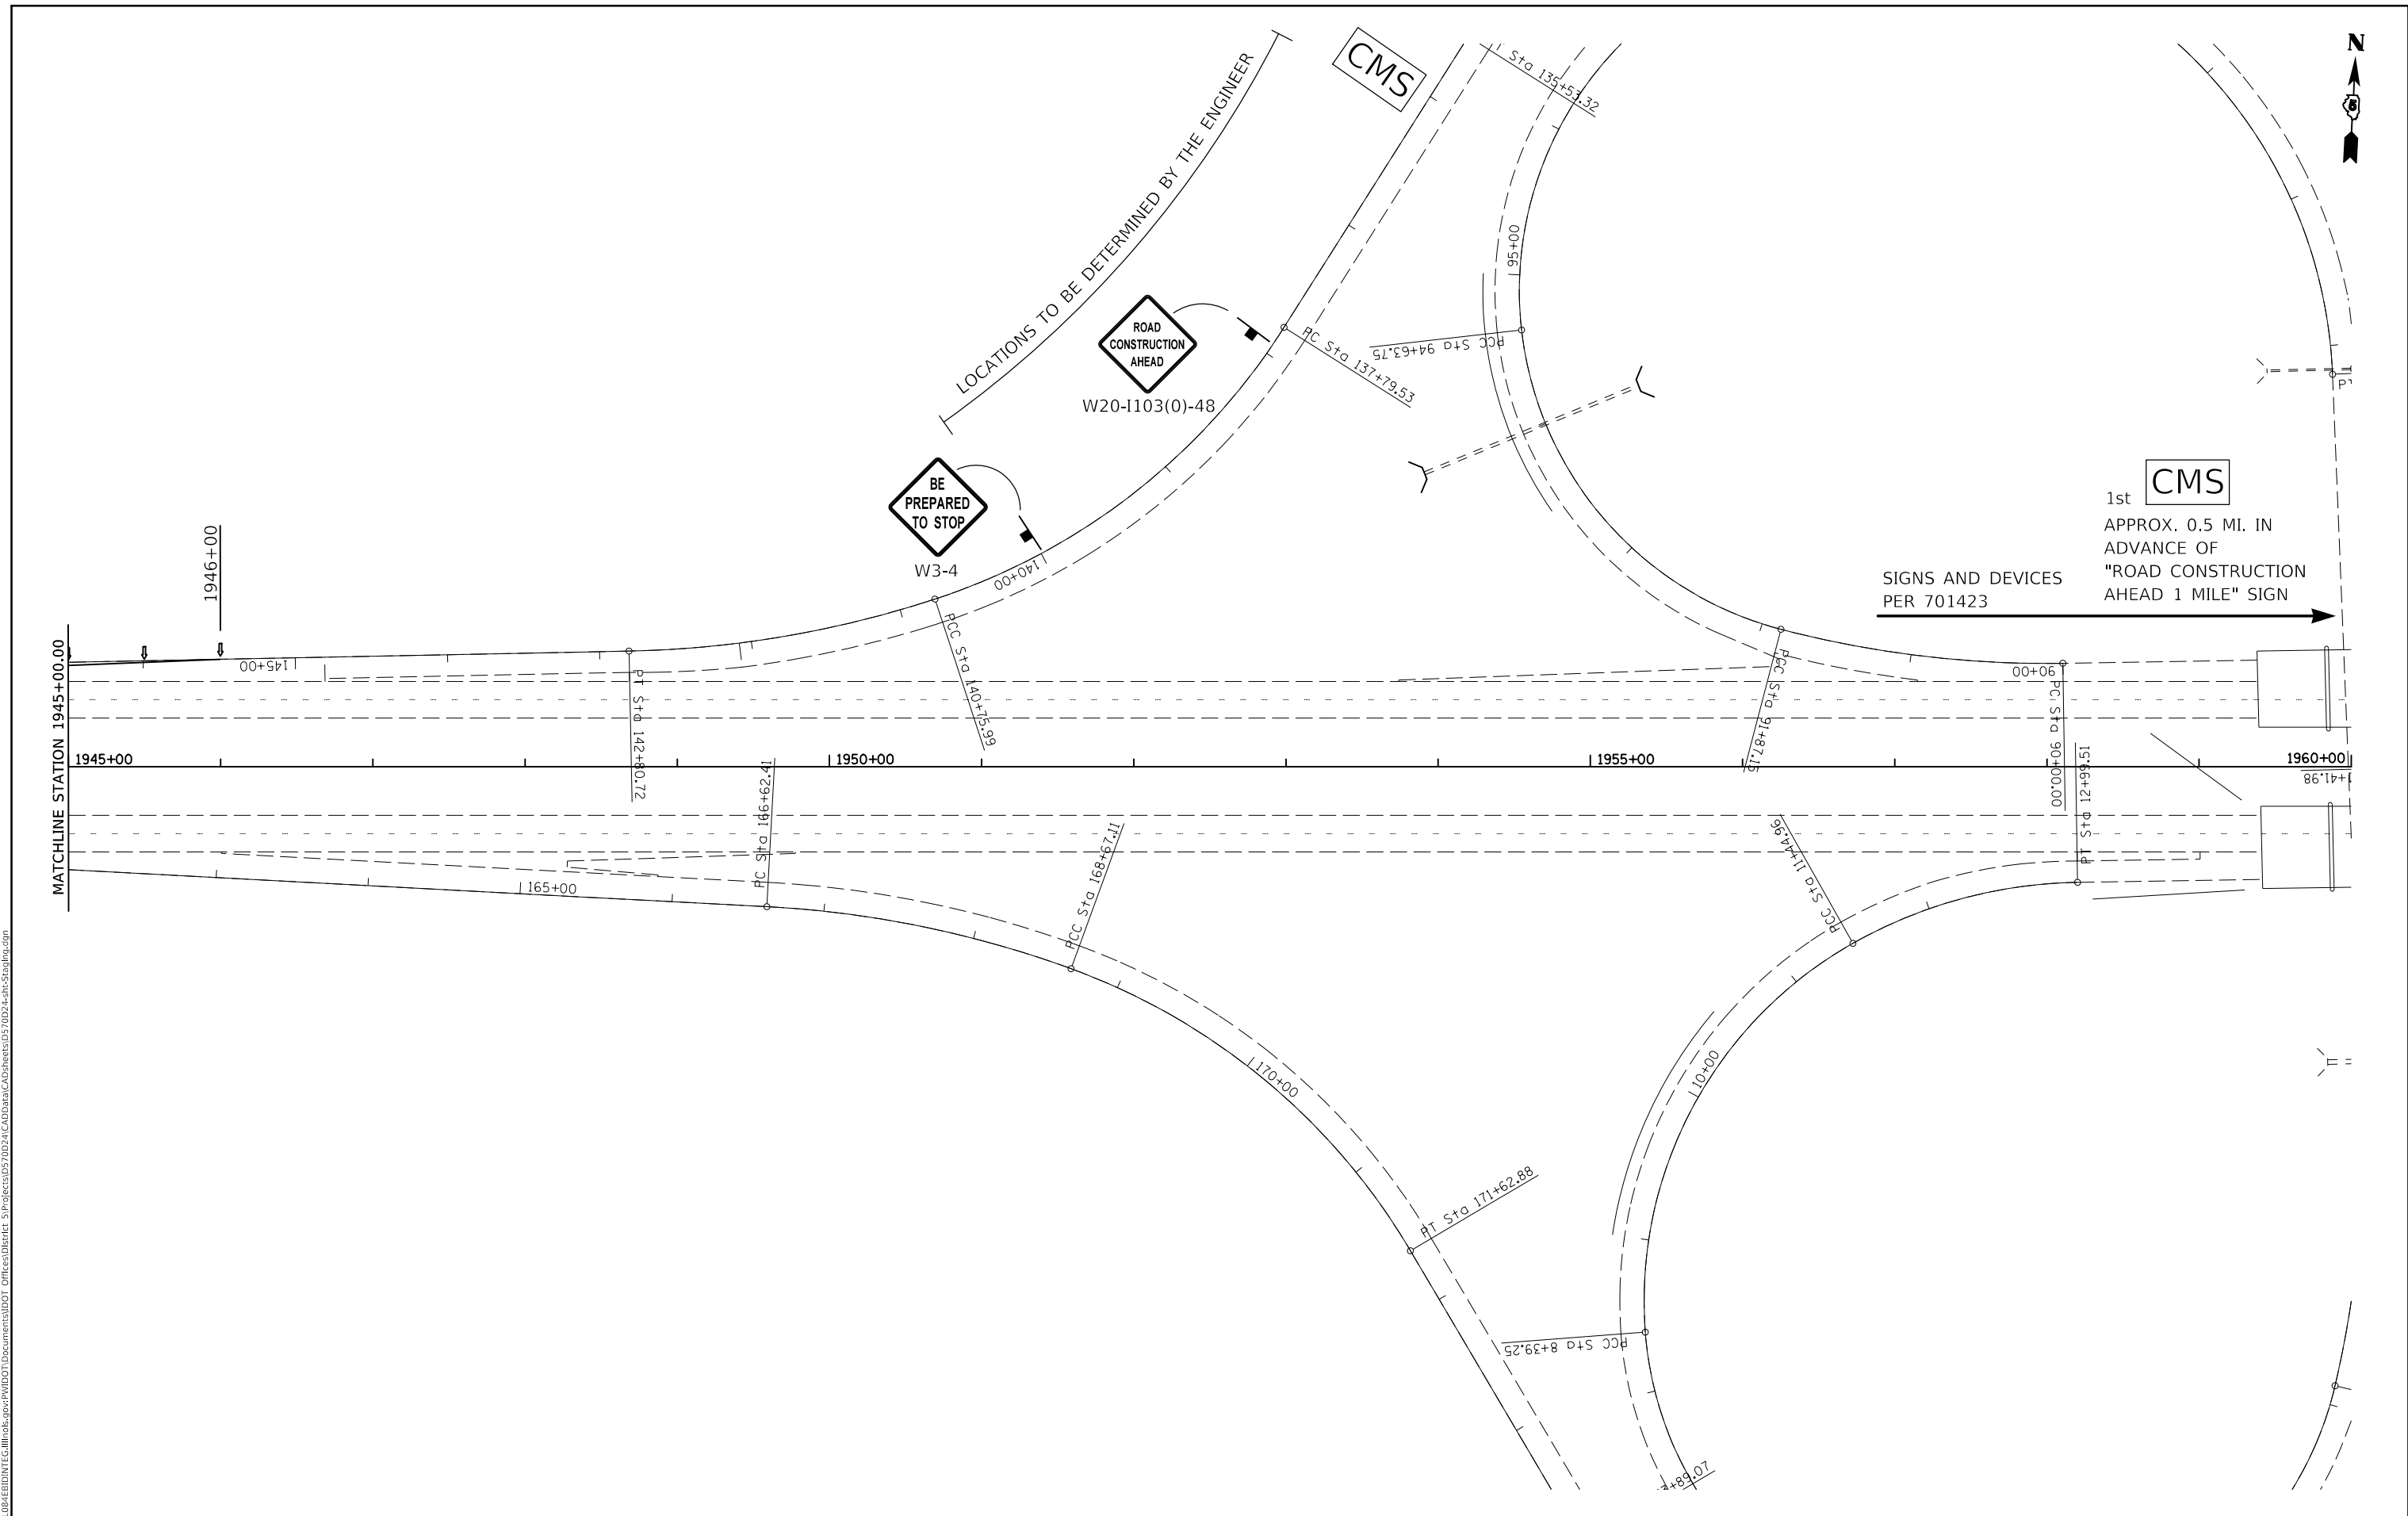 CMS
Sta 135+53.32
N
5
LOCATIONS TO BE DETERMINED BY THE ENGINEER
ROAD
CONSTRUCTION
AHEAD
W20-I103(0)-48
PC Sta 137+79.53
95+00
PCC Sta 94+63.75
BE
PREPARED
TO STOP
W3-4
140+00
PCC Sta 140+75.99
1st CMS
APPROX. 0.5 MI. IN
ADVANCE OF
"ROAD CONSTRUCTION
AHEAD 1 MILE" SIGN
SIGNS AND DEVICES
PER 701423
1946+00
MATCHLINE STATION 1945+00.00
145+00
PT Sta 142+80.72
PCC Sta 91+87.15
90+00
PC Sta 90+00.00
1945+00
1950+00
1955+00
1960+00
1+41.98
PC Sta 166+62.41
PCC Sta 168+67.11
PCC Sta 11+44.96
PT Sta 12+99.51
165+00
170+00
10+00
PT Sta 171+62.88
PCC Sta 8+39.25
+89.07